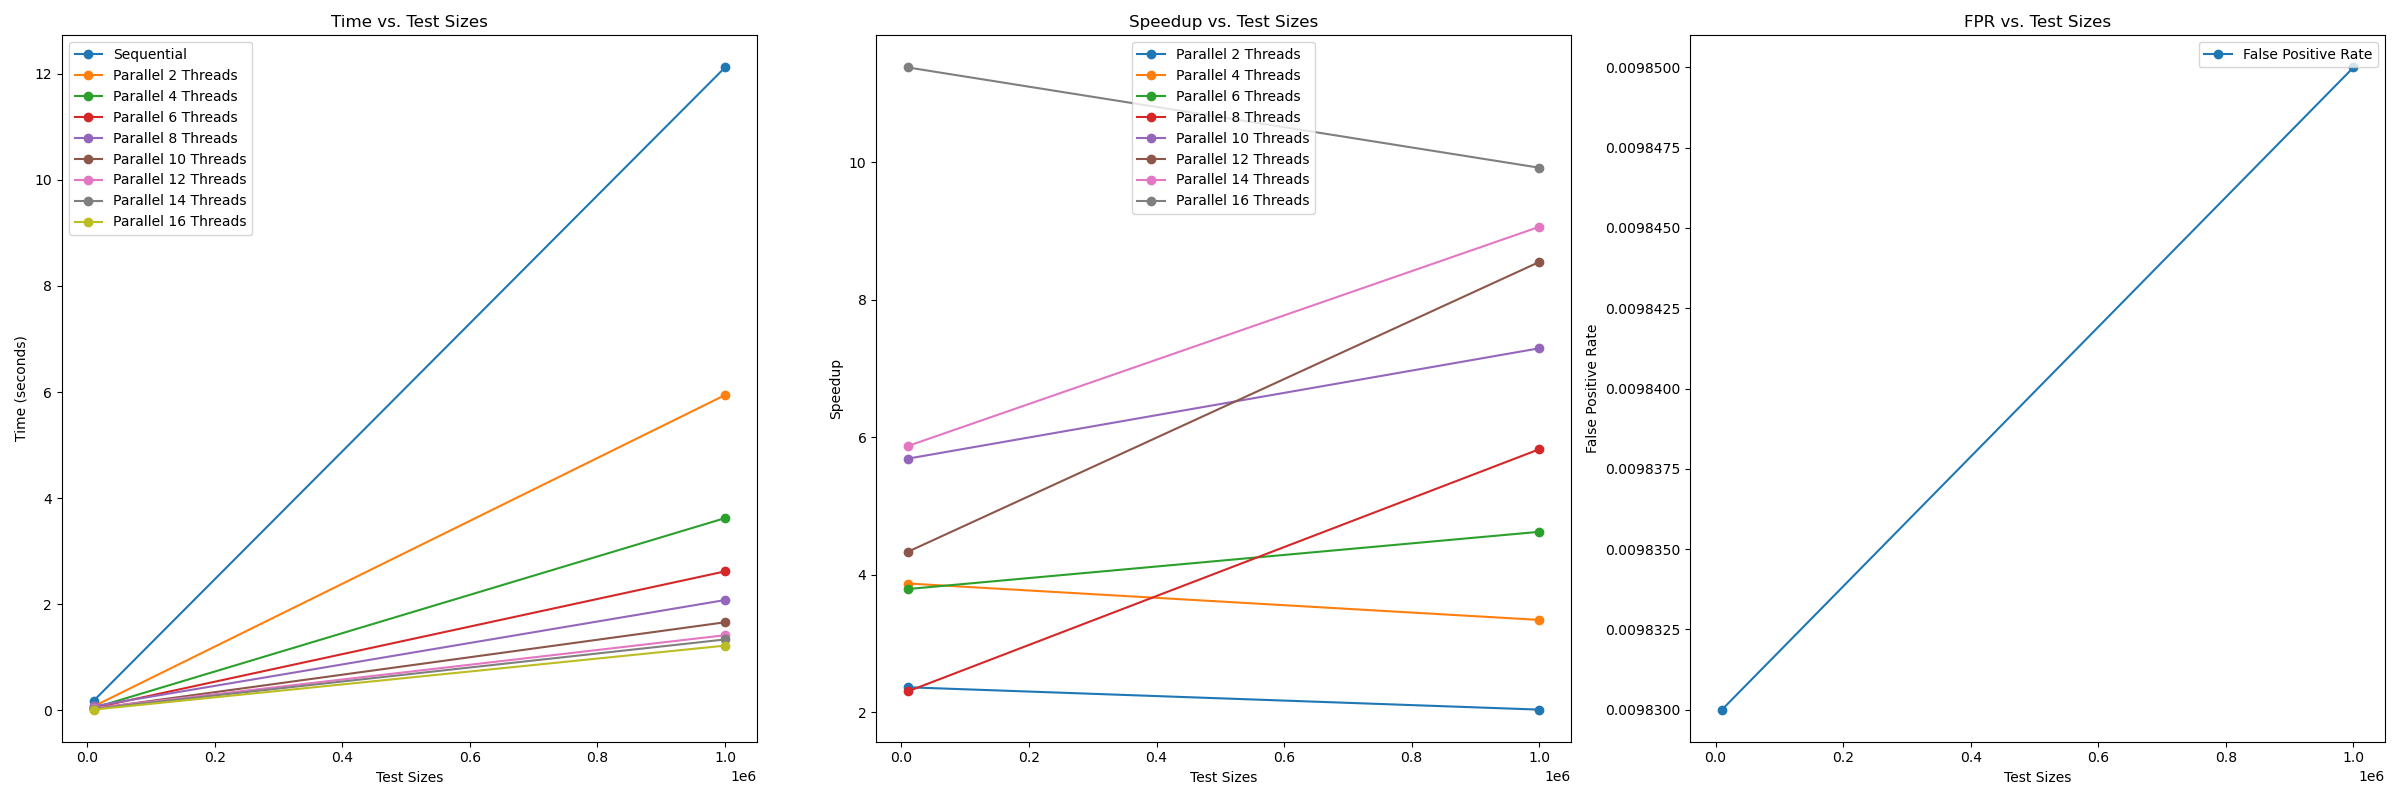 Time vs. Test Sizes
Sequential
Parallel 2 Threads
Parallel 4 Threads
Parallel 6 Threads
Parallel 8 Threads
Parallel 10 Threads
Parallel 12 Threads
Parallel 14 Threads
Parallel 16 Threads
Time (seconds)
12
10
8
6
4
2
0
0.0 0.2 0.4 0.6 0.8 1.0
1e6
Test Sizes
Speedup vs. Test Sizes
Parallel 2 Threads
Parallel 4 Threads
Parallel 6 Threads
Parallel 8 Threads
Parallel 10 Threads
Parallel 12 Threads
Parallel 14 Threads
Parallel 16 Threads
Speedup
10
8
6
4
2
0.0 0.2 0.4 0.6 0.8 1.0
1e6
Test Sizes
FPR vs. Test Sizes
False Positive Rate
False Positive Rate
0.0098500
0.0098475
0.0098450
0.0098425
0.0098400
0.0098375
0.0098350
0.0098325
0.0098300
0.0 0.2 0.4 0.6 0.8 1.0
1e6
Test Sizes